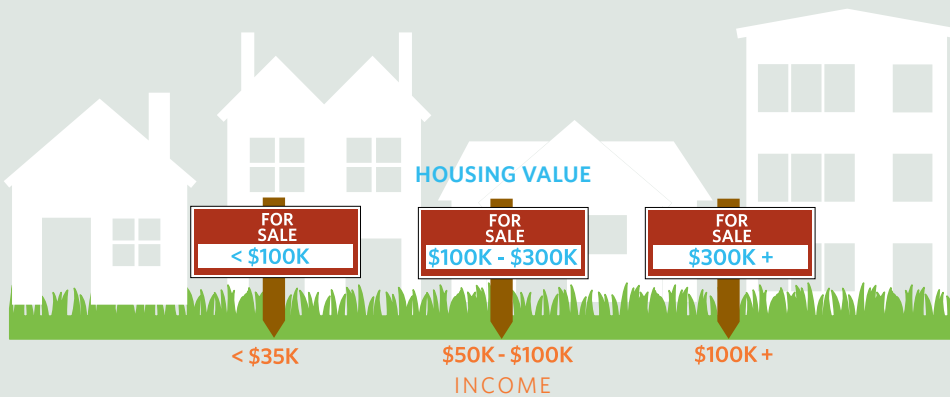 HOUSING VALUE
FOR
SALE
< $100K
FOR
SALE
$100K - $300K
FOR
SALE
$300K +
< $35K
$50K - $100K
$100K +
INCOME